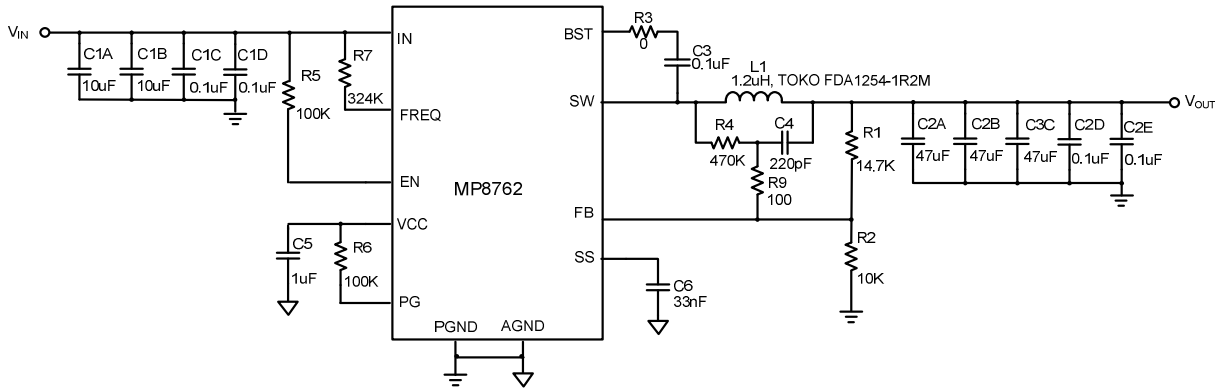 VIN
C1A
10uF
C1B
10uF
C1C
0.1uF
C1D
0.1uF
R5
100K
R7
324K
IN
FREQ
EN
VCC
PG
PGND
AGND
MP8762
BST
SW
FB
SS
C5
1uF
R6
100K
R3
0
C3
0.1uF
L1
1.2uH, TOKO FDA1254-1R2M
R4
470K
C4
220pF
R9
100
R1
14.7K
R2
10K
C6
33nF
C2A
47uF
C2B
47uF
C3C
47uF
C2D
0.1uF
C2E
0.1uF
VOUT